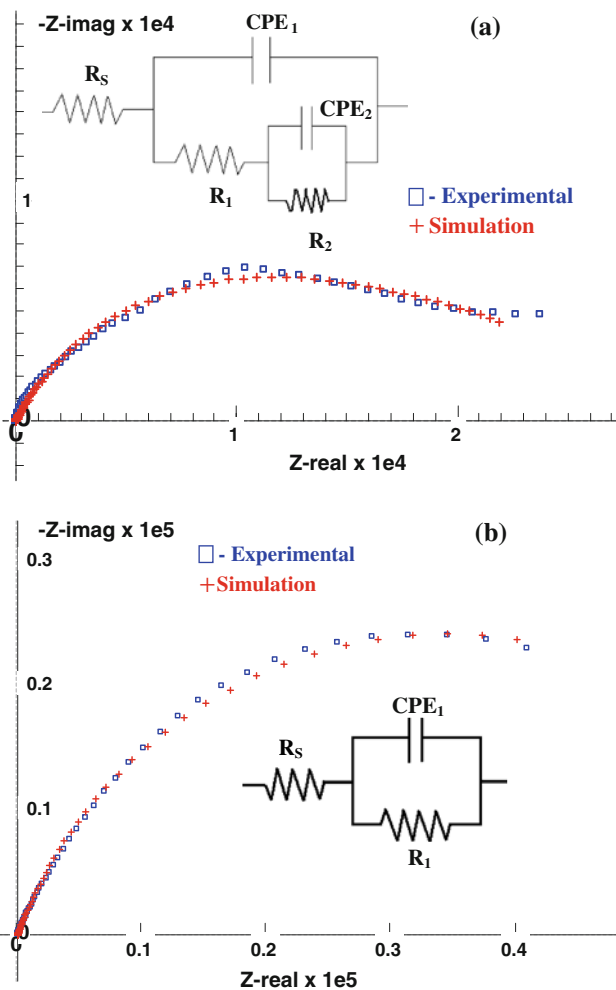 -Z-imag x 1e4
(a)
CPE1
RS
CPE2
R1
R2
1
- Experimental
+ Simulation
0
0
1
2
Z-real x 1e4
-Z-imag x 1e5
(b)
0.3
- Experimental
+ Simulation
0.2
CPE1
RS
R1
0.1
0
0
0.1
0.2
0.3
0.4
Z-real x 1e5